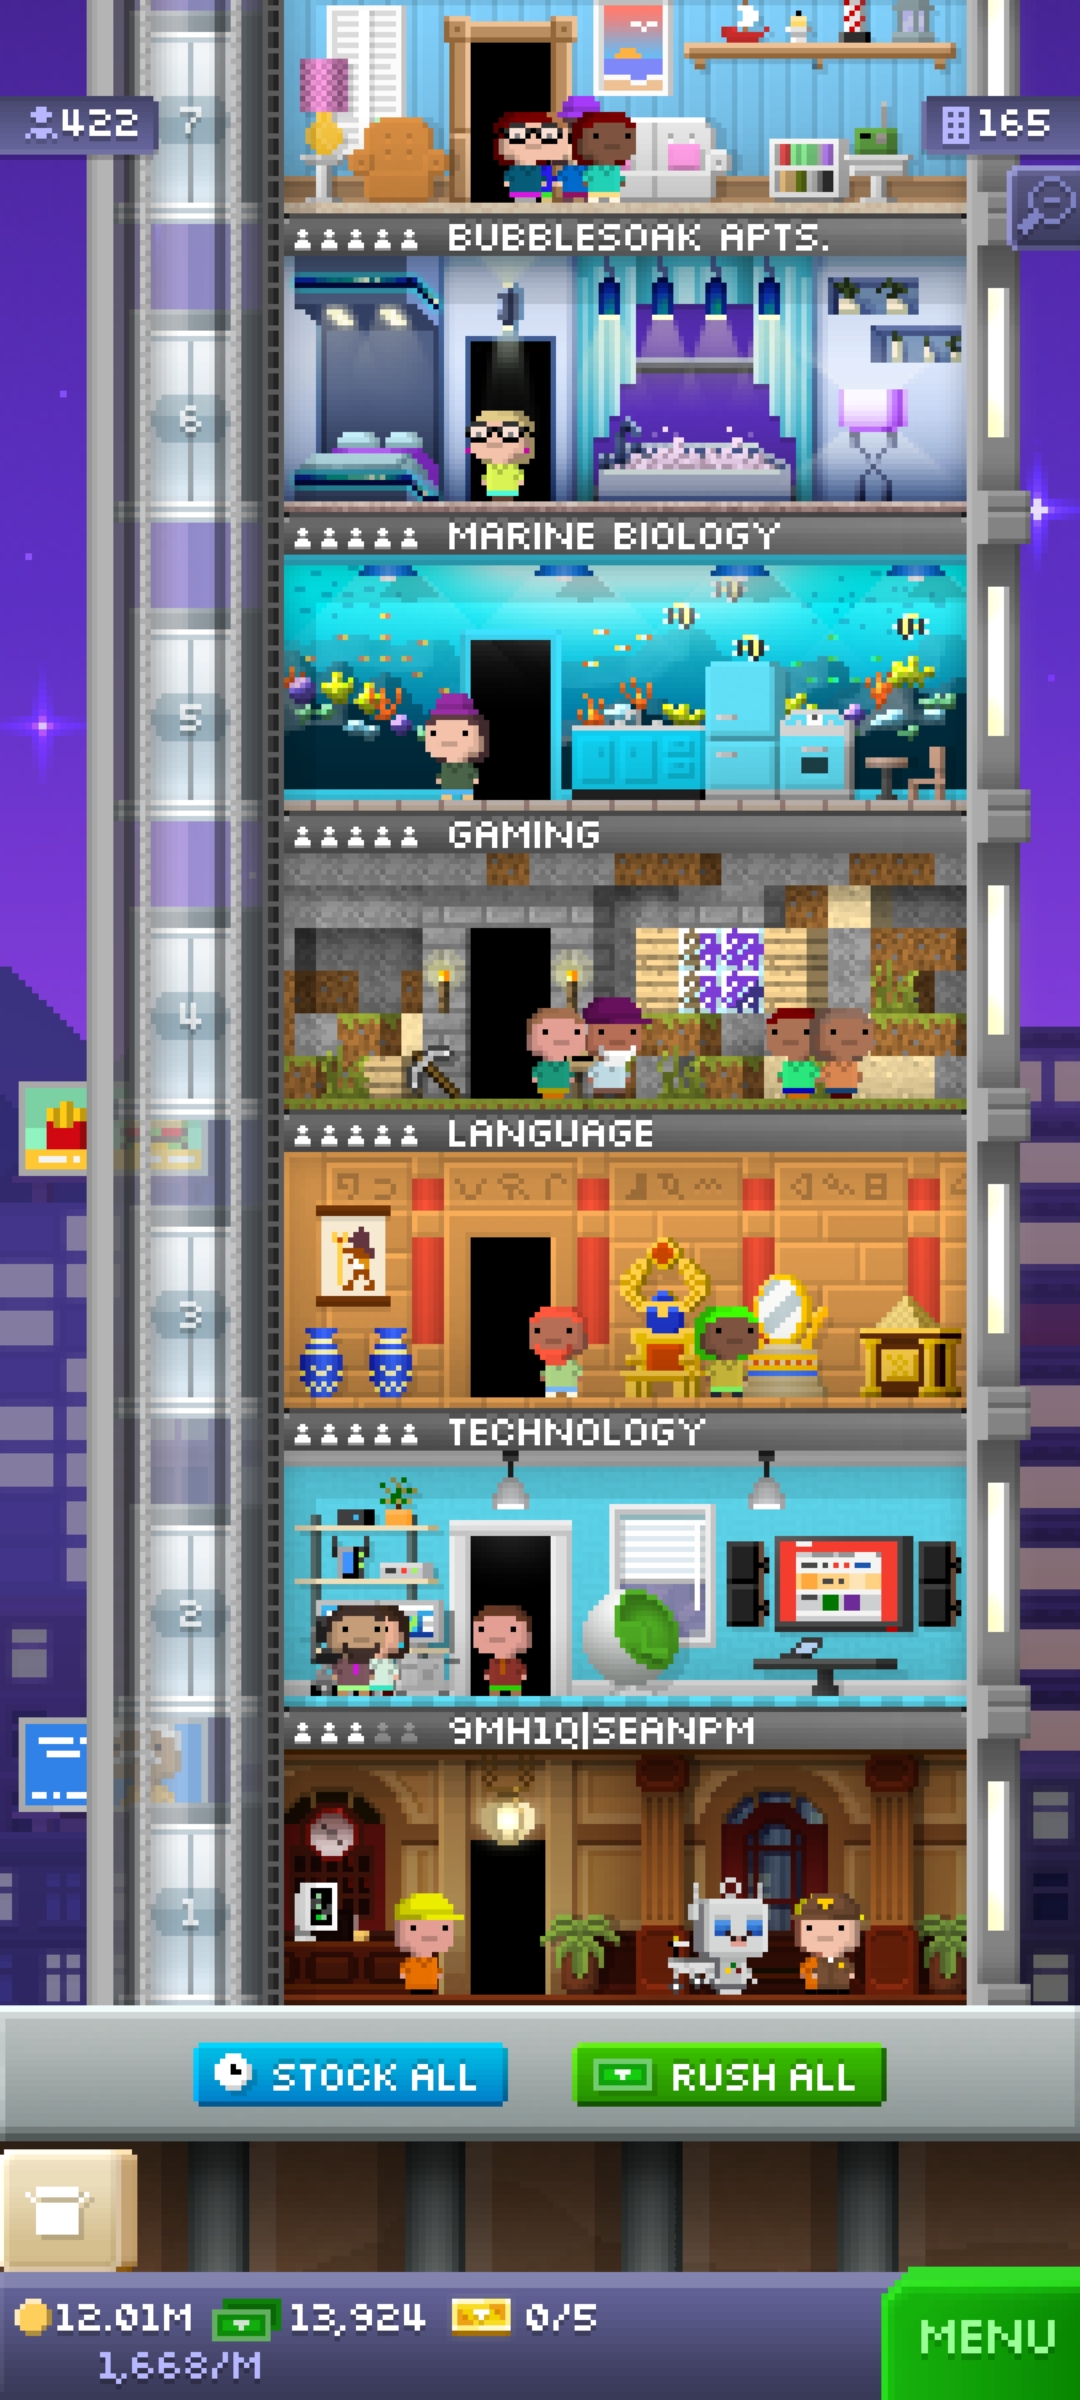 7
422
165
BUBBLESOAK APTS.
6
MARINE BIOLOGY
5
GAMING
4
LANGUAGE
3
TECHNOLOGY
2
9MH1Q|SEANPM
1
STOCK ALL
RUSH ALL
12.01M
13,924
0/5
1,668/M
MENU